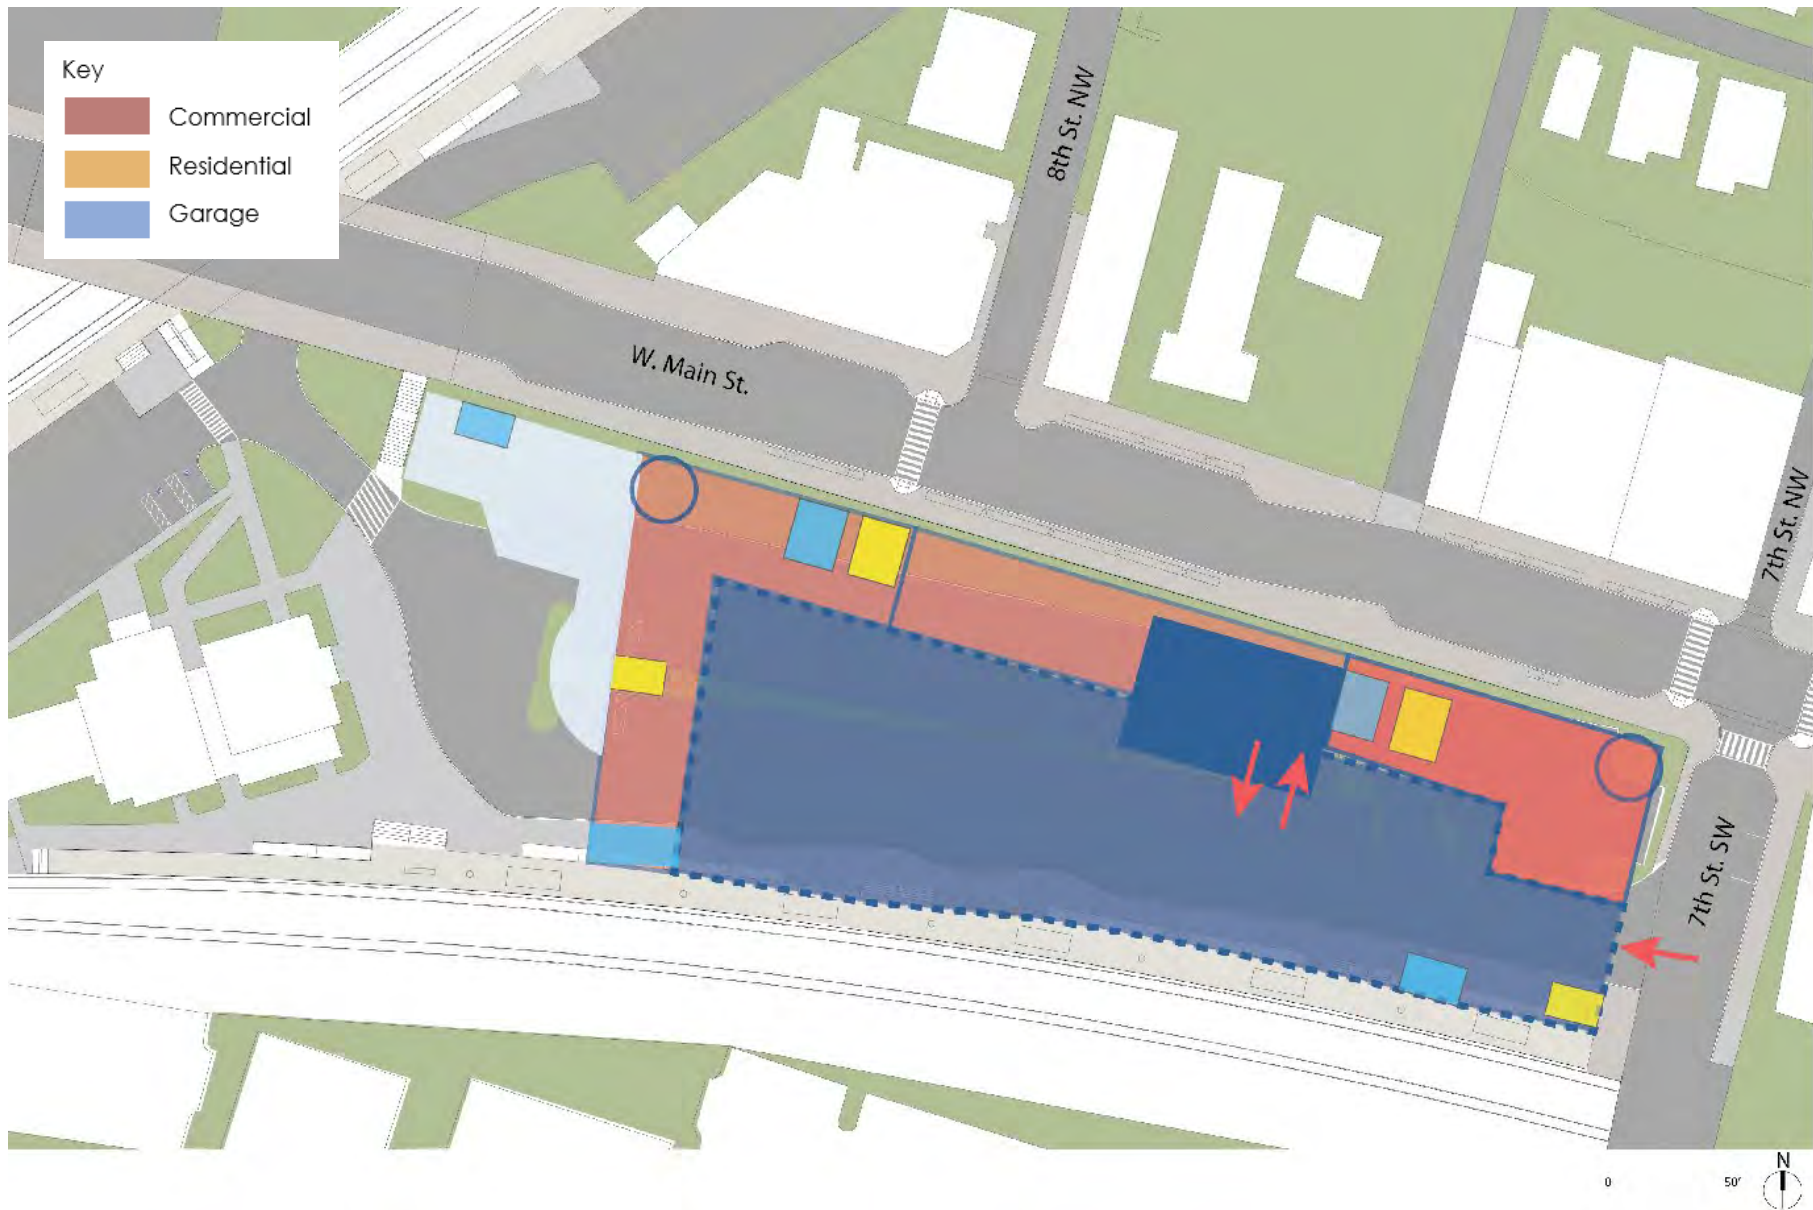 Key
Commercial
Residential
Garage
8th St. NW
W. Main St.
7th St. NW
7th St. SW
N
0 50'